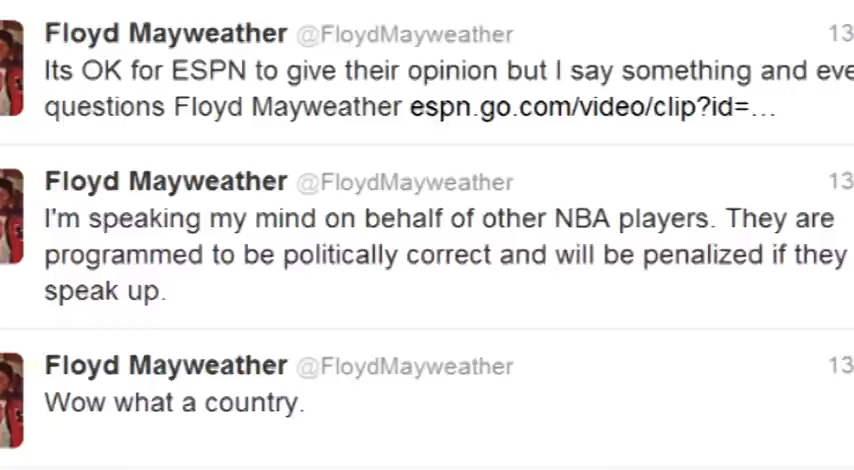 Floyd Mayweather @FloydMayweather 13
Its OK for ESPN to give their opinion but I say something and eve
questions Floyd Mayweather espn.go.com/video/clip?id=...
Floyd Mayweather @FloydMayweather 13
I'm speaking my mind on behalf of other NBA players. They are
programmed to be politically correct and will be penalized if they
speak up.
Floyd Mayweather @FloydMayweather 13
Wow what a country.